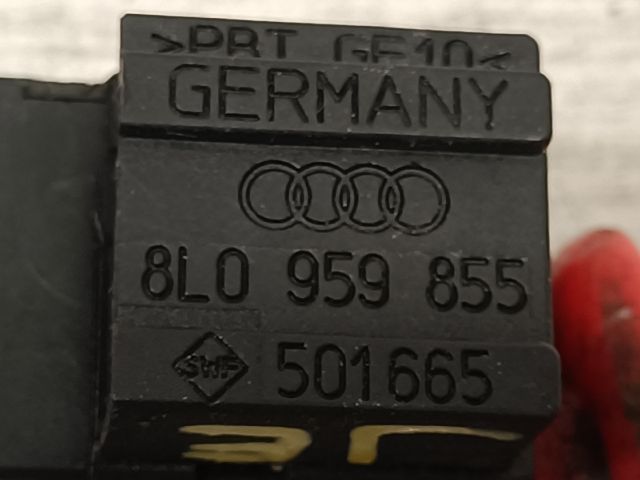 >PBT GF10<
GERMANY
8L0 959 855
SWF 501665